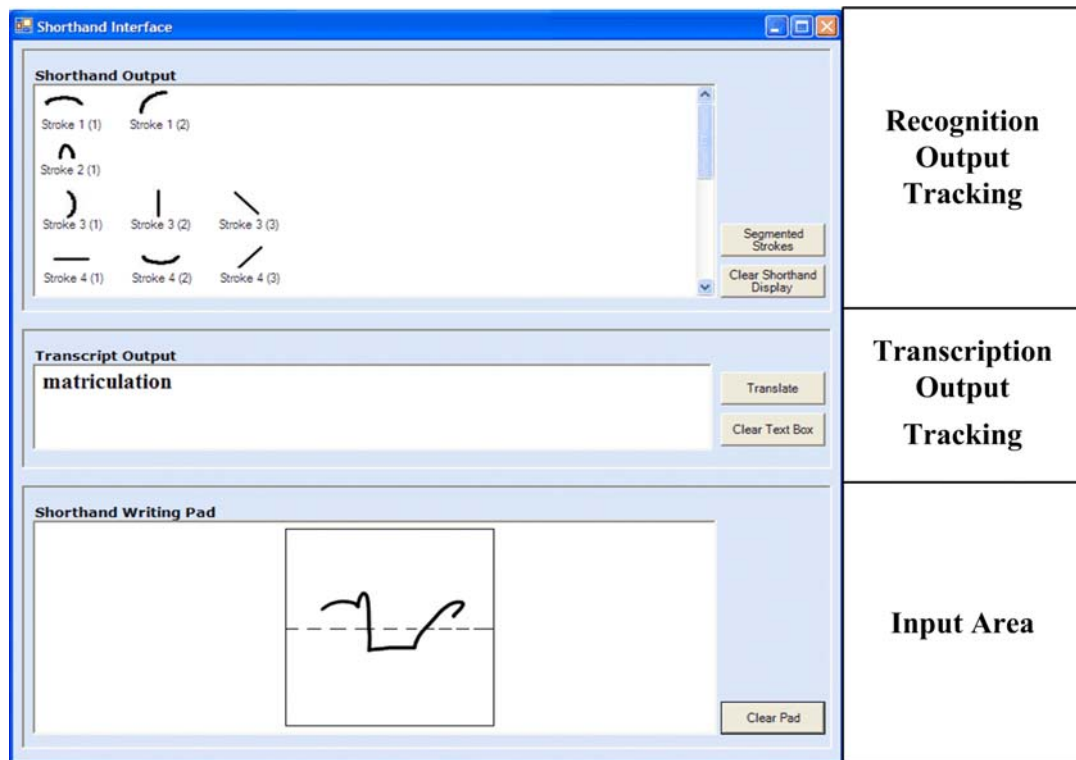 Shorthand Interface
Shorthand Output
Stroke 1 (1) Stroke 1 (2)
Stroke 2 (1)
Stroke 3 (1) Stroke 3 (2) Stroke 3 (3)
Stroke 4 (1) Stroke 4 (2) Stroke 4 (3)
Segmented
Strokes
Clear Shorthand
Display
Recognition
Output
Tracking
Transcript Output
matriculation
Translate
Clear Text Box
Transcription
Output
Tracking
Shorthand Writing Pad
Clear Pad
Input Area